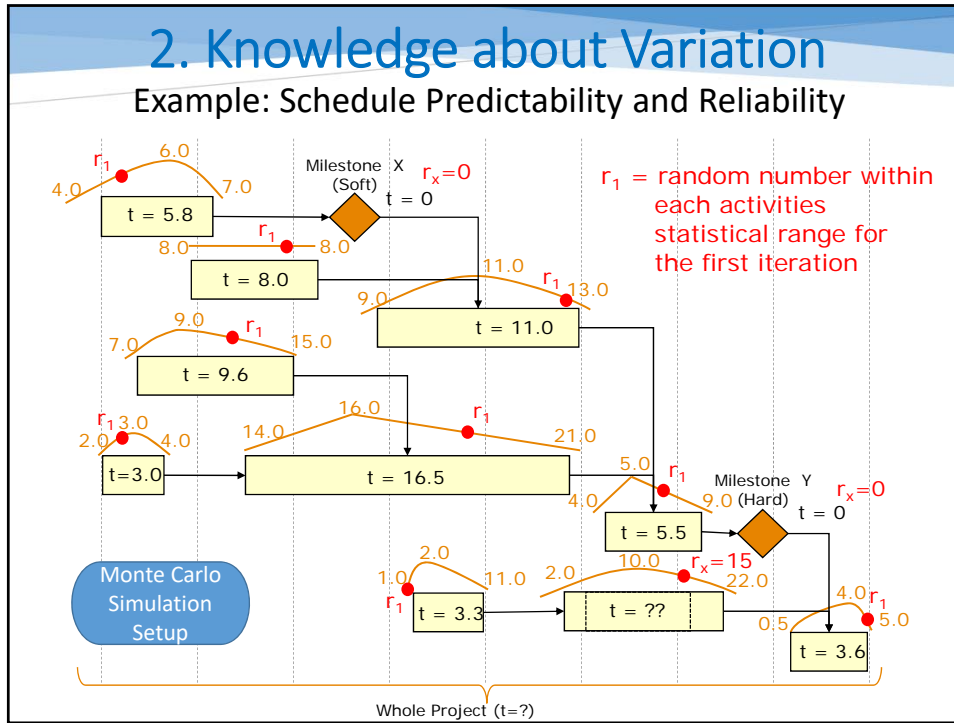 2. Knowledge about Variation
Example: Schedule Predictability and Reliability
r1
6.0
4.0
7.0
t = 5.8
Milestone X
(Soft)
rx=0
t = 0
r1 = random number within
each activities
statistical range for
the first iteration
8.0
r1
8.0
t = 8.0
9.0
11.0
r1
13.0
t = 11.0
7.0
9.0
r1
15.0
t = 9.6
r1
2.0
3.0
4.0
t=3.0
14.0
16.0
r1
21.0
t = 16.5
4.0
5.0
r1
9.0
t = 5.5
Milestone Y
(Hard)
rx=0
t = 0
Monte Carlo
Simulation
Setup
1.0
r1
2.0
11.0
t = 3.3
2.0
10.0
rx=15
22.0
t = ??
0.5
4.0
r1
5.0
t = 3.6
Whole Project (t=?)